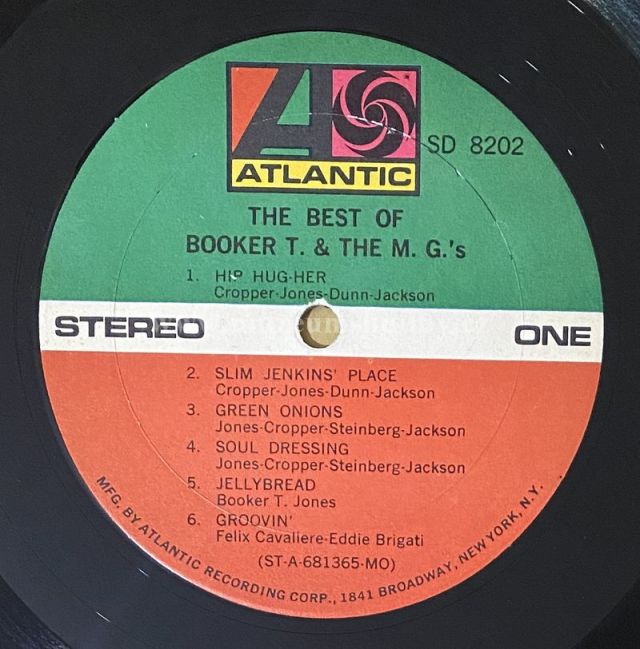 ATLANTIC
SD 8202
THE BEST OF
BOOKER T. & THE M. G.'s
1. HIP HUG-HER
Cropper-Jones-Dunn-Jackson
STEREO
ONE
2. SLIM JENKINS' PLACE
Cropper-Jones-Dunn-Jackson
3. GREEN ONIONS
Jones-Cropper-Steinberg-Jackson
4. SOUL DRESSING
Jones-Cropper-Steinberg-Jackson
5. JELLYBREAD
Booker T. Jones
6. GROOVIN'
Felix Cavaliere-Eddie Brigati
(ST-A-681365-MO)
MFG. BY ATLANTIC RECORDING CORP., 1841 BROADWAY, NEW YORK, N.Y.